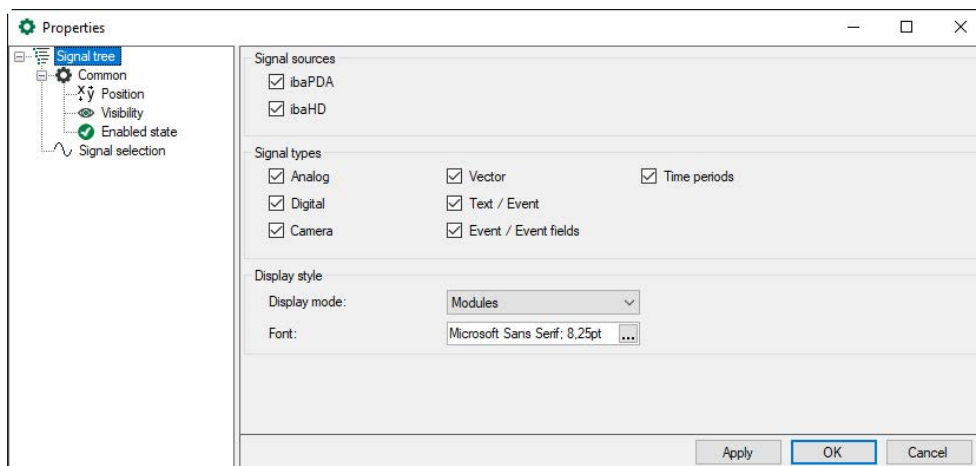 Properties
Signal tree
Common
Position
Visibility
Enabled state
Signal selection
Signal sources
ibaPDA
ibaHD
Signal types
Analog Vector Time periods
Digital Text / Event
Camera Event / Event fields
Display style
Display mode: Modules
Font: Microsoft Sans Serif; 8,25pt ...
Apply OK Cancel